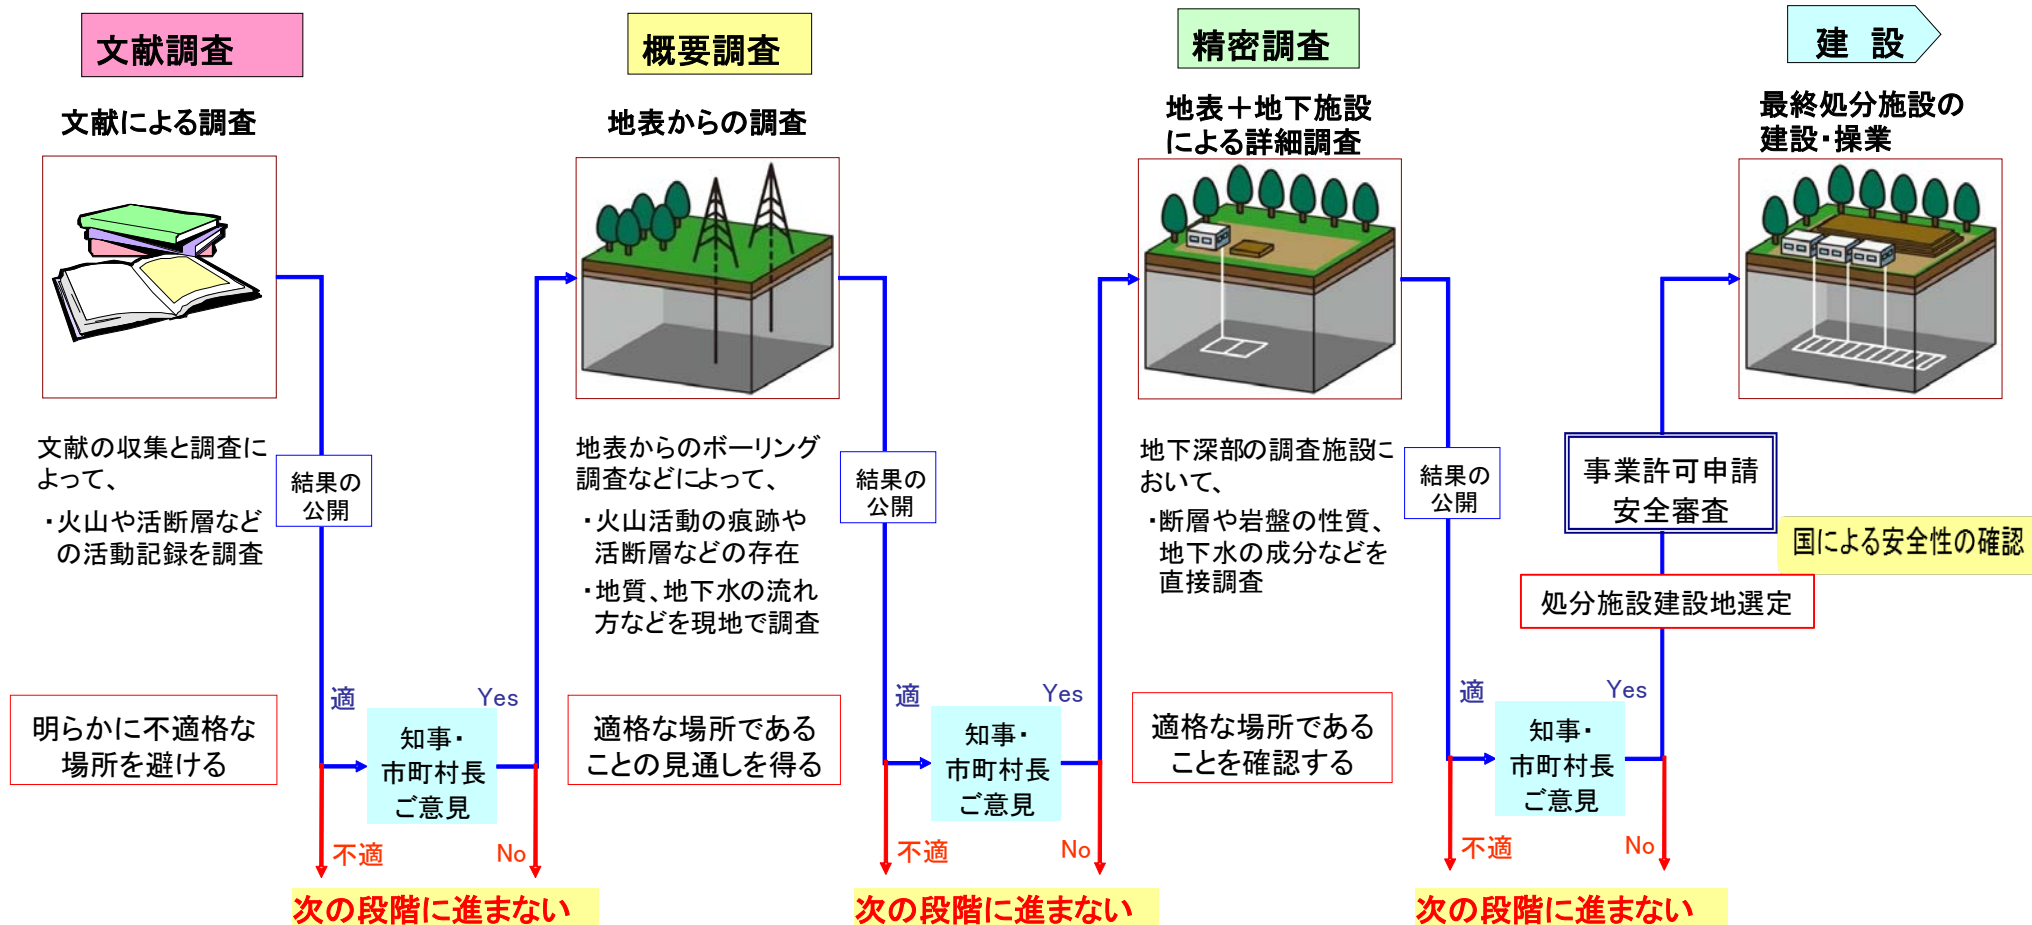 文献調査
文献による調査
文献の収集と調査に
よって、
・火山や活断層など
の活動記録を調査
結果の
公開
明らかに不適格な
場所を避ける
適
Yes
知事・
市町村長
ご意見
不適
No
次の段階に進まない
概要調査
地表からの調査
地表からのボーリング
調査などによって、
・火山活動の痕跡や
活断層などの存在
・地質、地下水の流れ
方などを現地で調査
結果の
公開
適格な場所である
ことの見通しを得る
適
Yes
知事・
市町村長
ご意見
不適
No
次の段階に進まない
精密調査
地表＋地下施設
による詳細調査
地下深部の調査施設に
おいて、
・断層や岩盤の性質、
地下水の成分などを
直接調査
結果の
公開
適格な場所である
ことを確認する
適
Yes
知事・
市町村長
ご意見
不適
No
次の段階に進まない
建 設
最終処分施設の
建設・操業
事業許可申請
安全審査
国による安全性の確認
処分施設建設地選定